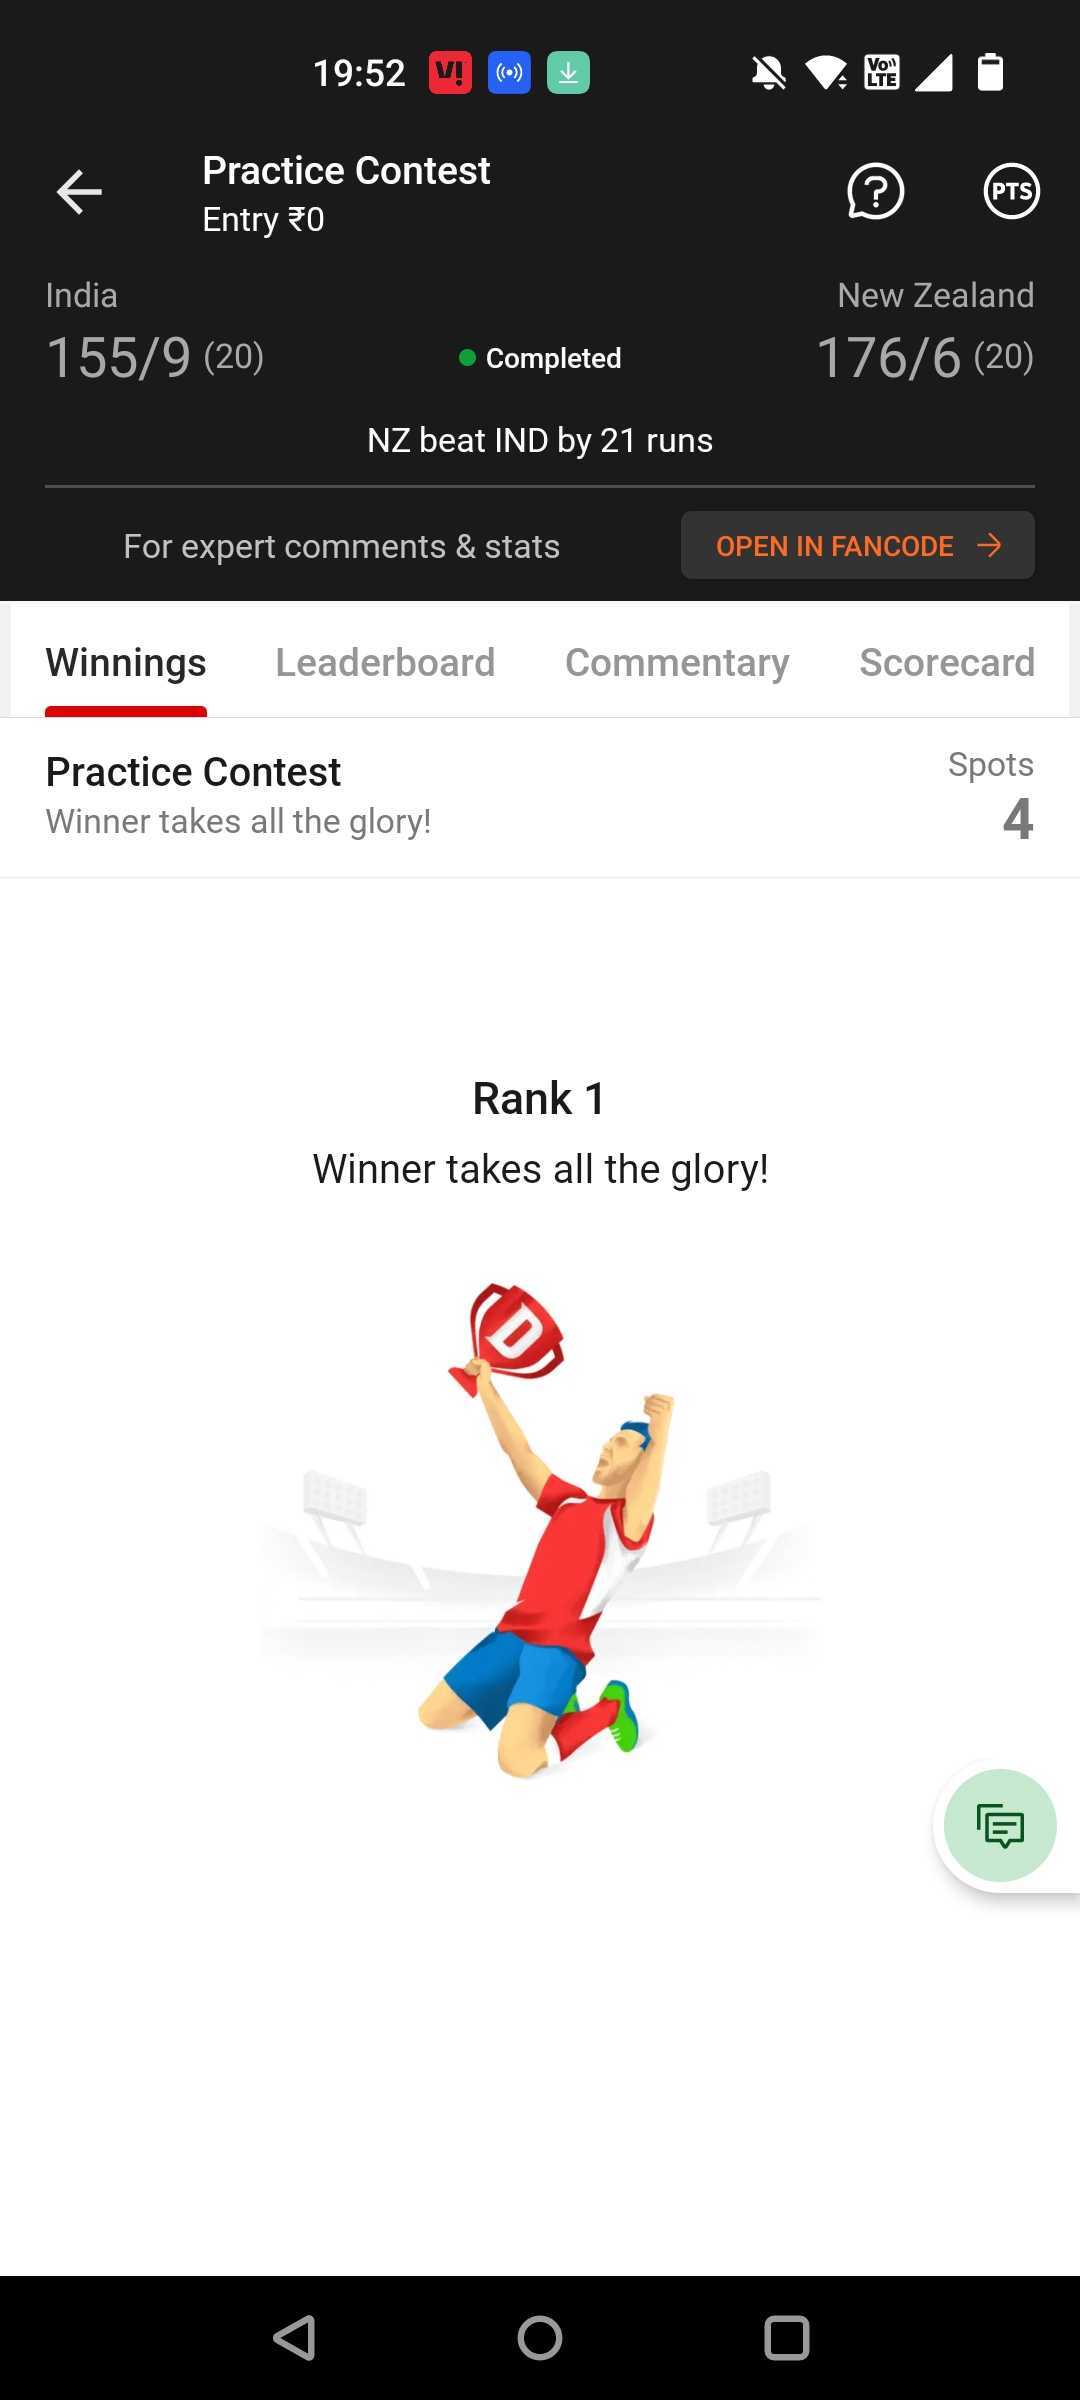 19:52
Vo LTE
Practice Contest
Entry ₹0
PTS
India
New Zealand
155/9 (20)
Completed
176/6 (20)
NZ beat IND by 21 runs
For expert comments & stats
OPEN IN FANCODE
Winnings
Leaderboard
Commentary
Scorecard
Practice Contest
Spots
Winner takes all the glory!
4
Rank 1
Winner takes all the glory!
D